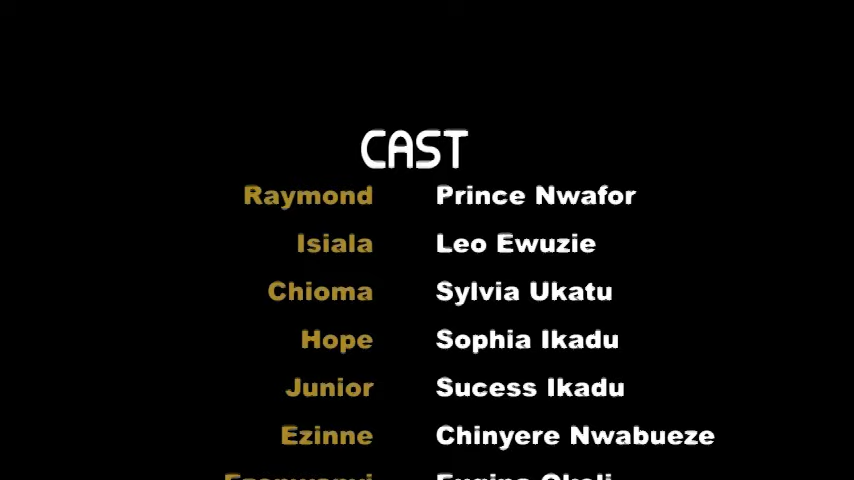 CAST
Raymond Prince Nwafor
Isiala Leo Ewuzie
Chioma Sylvia Ukatu
Hope Sophia Ikadu
Junior Sucess Ikadu
Ezinne Chinyere Nwabueze